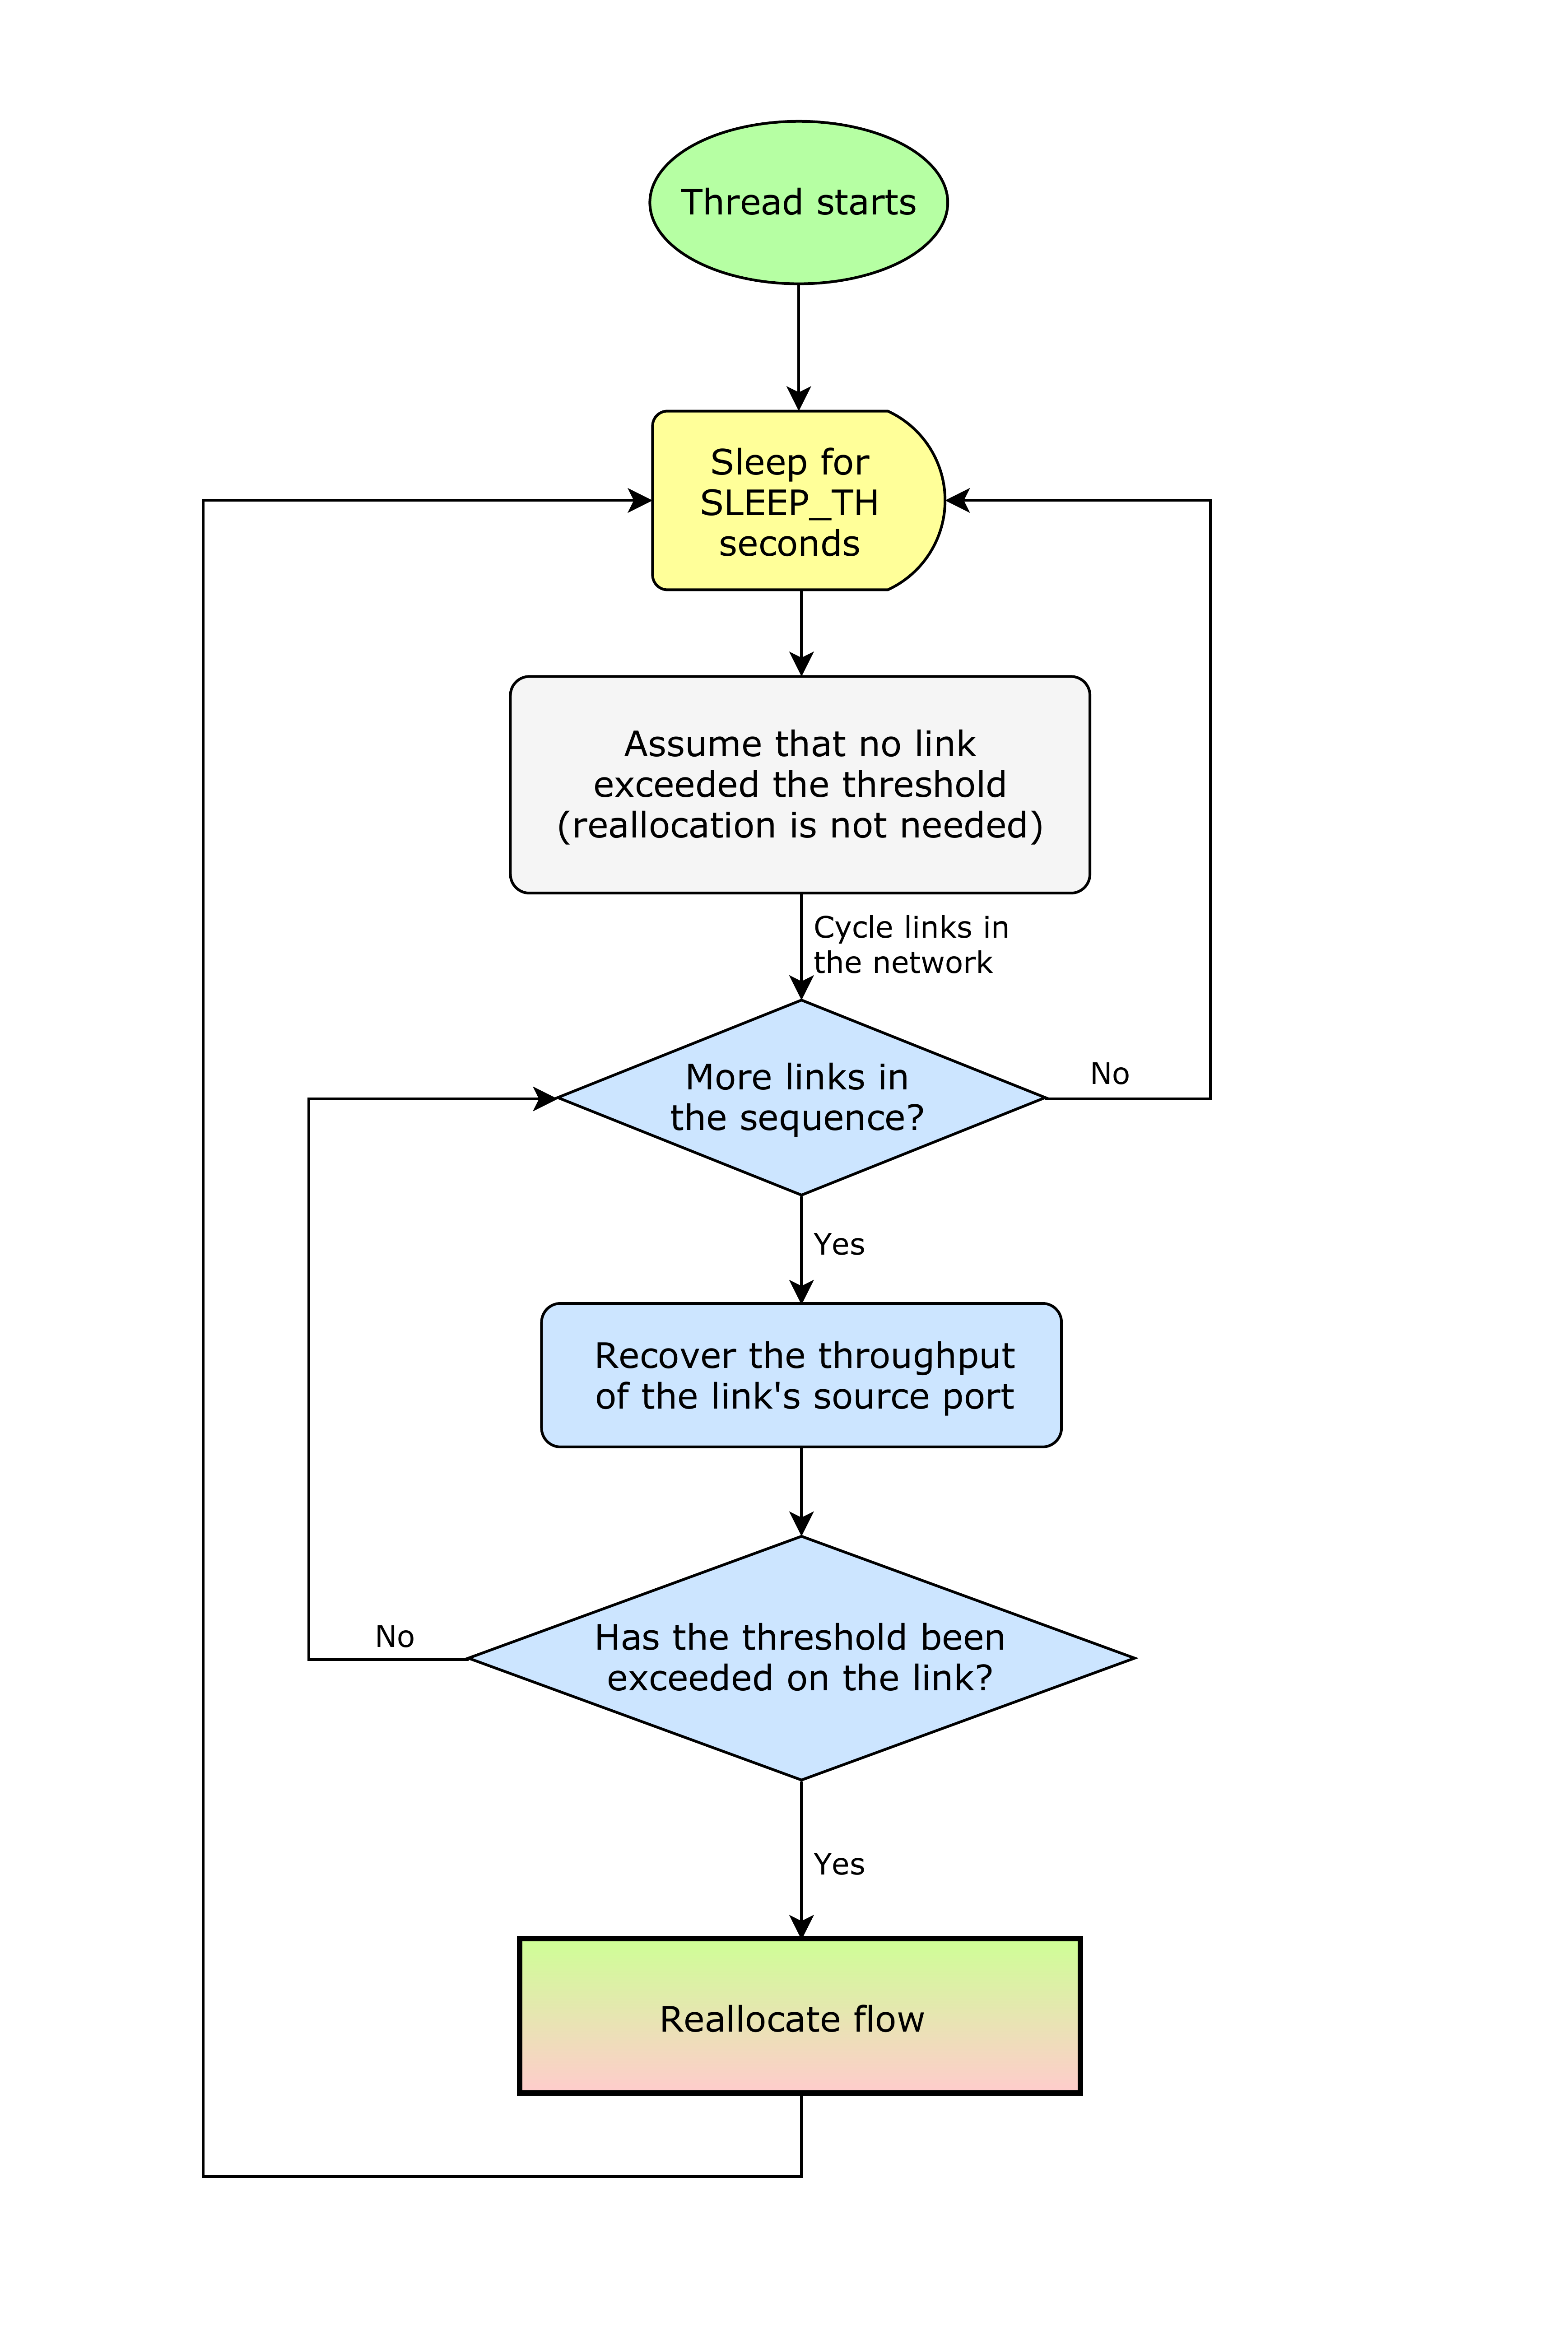 Thread starts
Sleep for
SLEEP_TH
seconds
Assume that no link
exceeded the threshold
(reallocation is not needed)
Cycle links in
the network
More links in
the sequence?
No
Yes
Recover the throughput
of the link's source port
Has the threshold been
exceeded on the link?
No
Yes
Reallocate flow